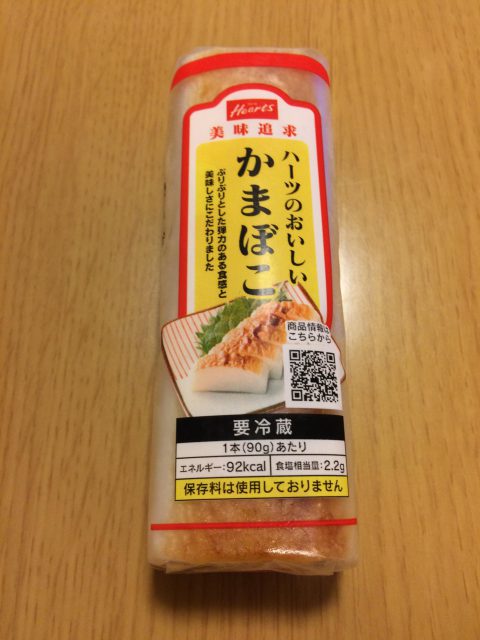 Hearts
美味追求
ハーツのおいしい
かまぼこ
ぷりぷりとした弾力のある食感と
美味しさにこだわりました
商品情報は
こちらから
要冷蔵
1本(90g)あたり
エネルギー:92kcal 食塩相当量:2.2g
保存料は使用しておりません